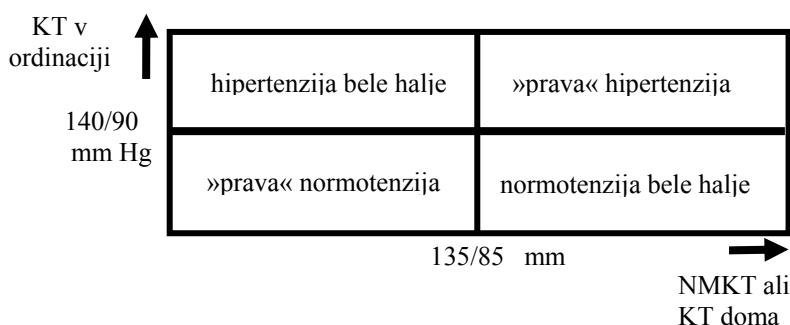 KT v
ordinaciji
hipertenzija bele halje
»prava« hipertenzija
140/90
mm Hg
»prava« normotenzija
normotenzija bele halje
135/85 mm
NMKT ali
KT doma